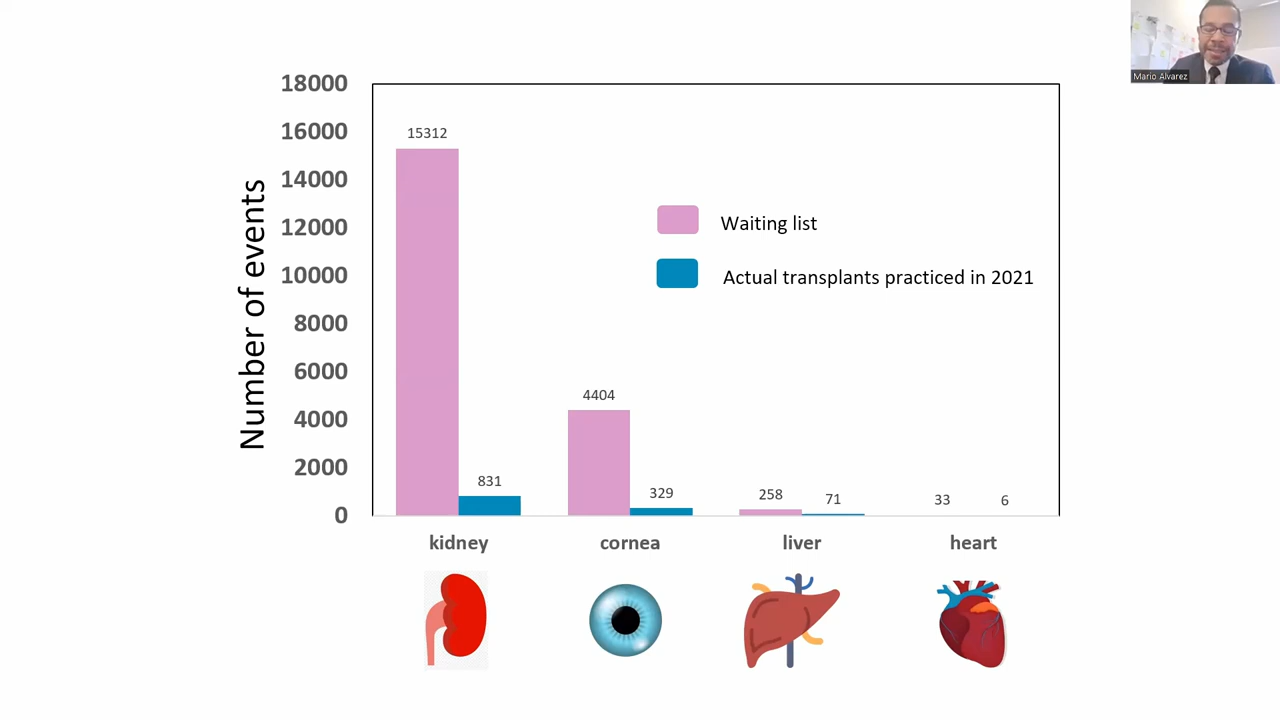 Mario Alvarez
18000
16000
14000
12000
10000
8000
6000
4000
2000
0
Number of events
15312
831
4404
329
258
71
33
6
Waiting list
Actual transplants practiced in 2021
kidney
cornea
liver
heart